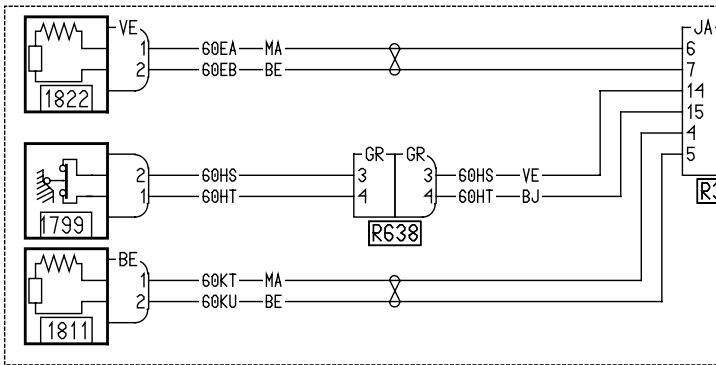 VE JA
1 60EA MA 6
2 60EB BE 7
1822
14
15
4
GR GR
2 60HS 3 3 60HS VE 5
1 60HT 4 4 60HT BJ
1799
R638
BE
1 60KT MA
2 60KU BE
1811